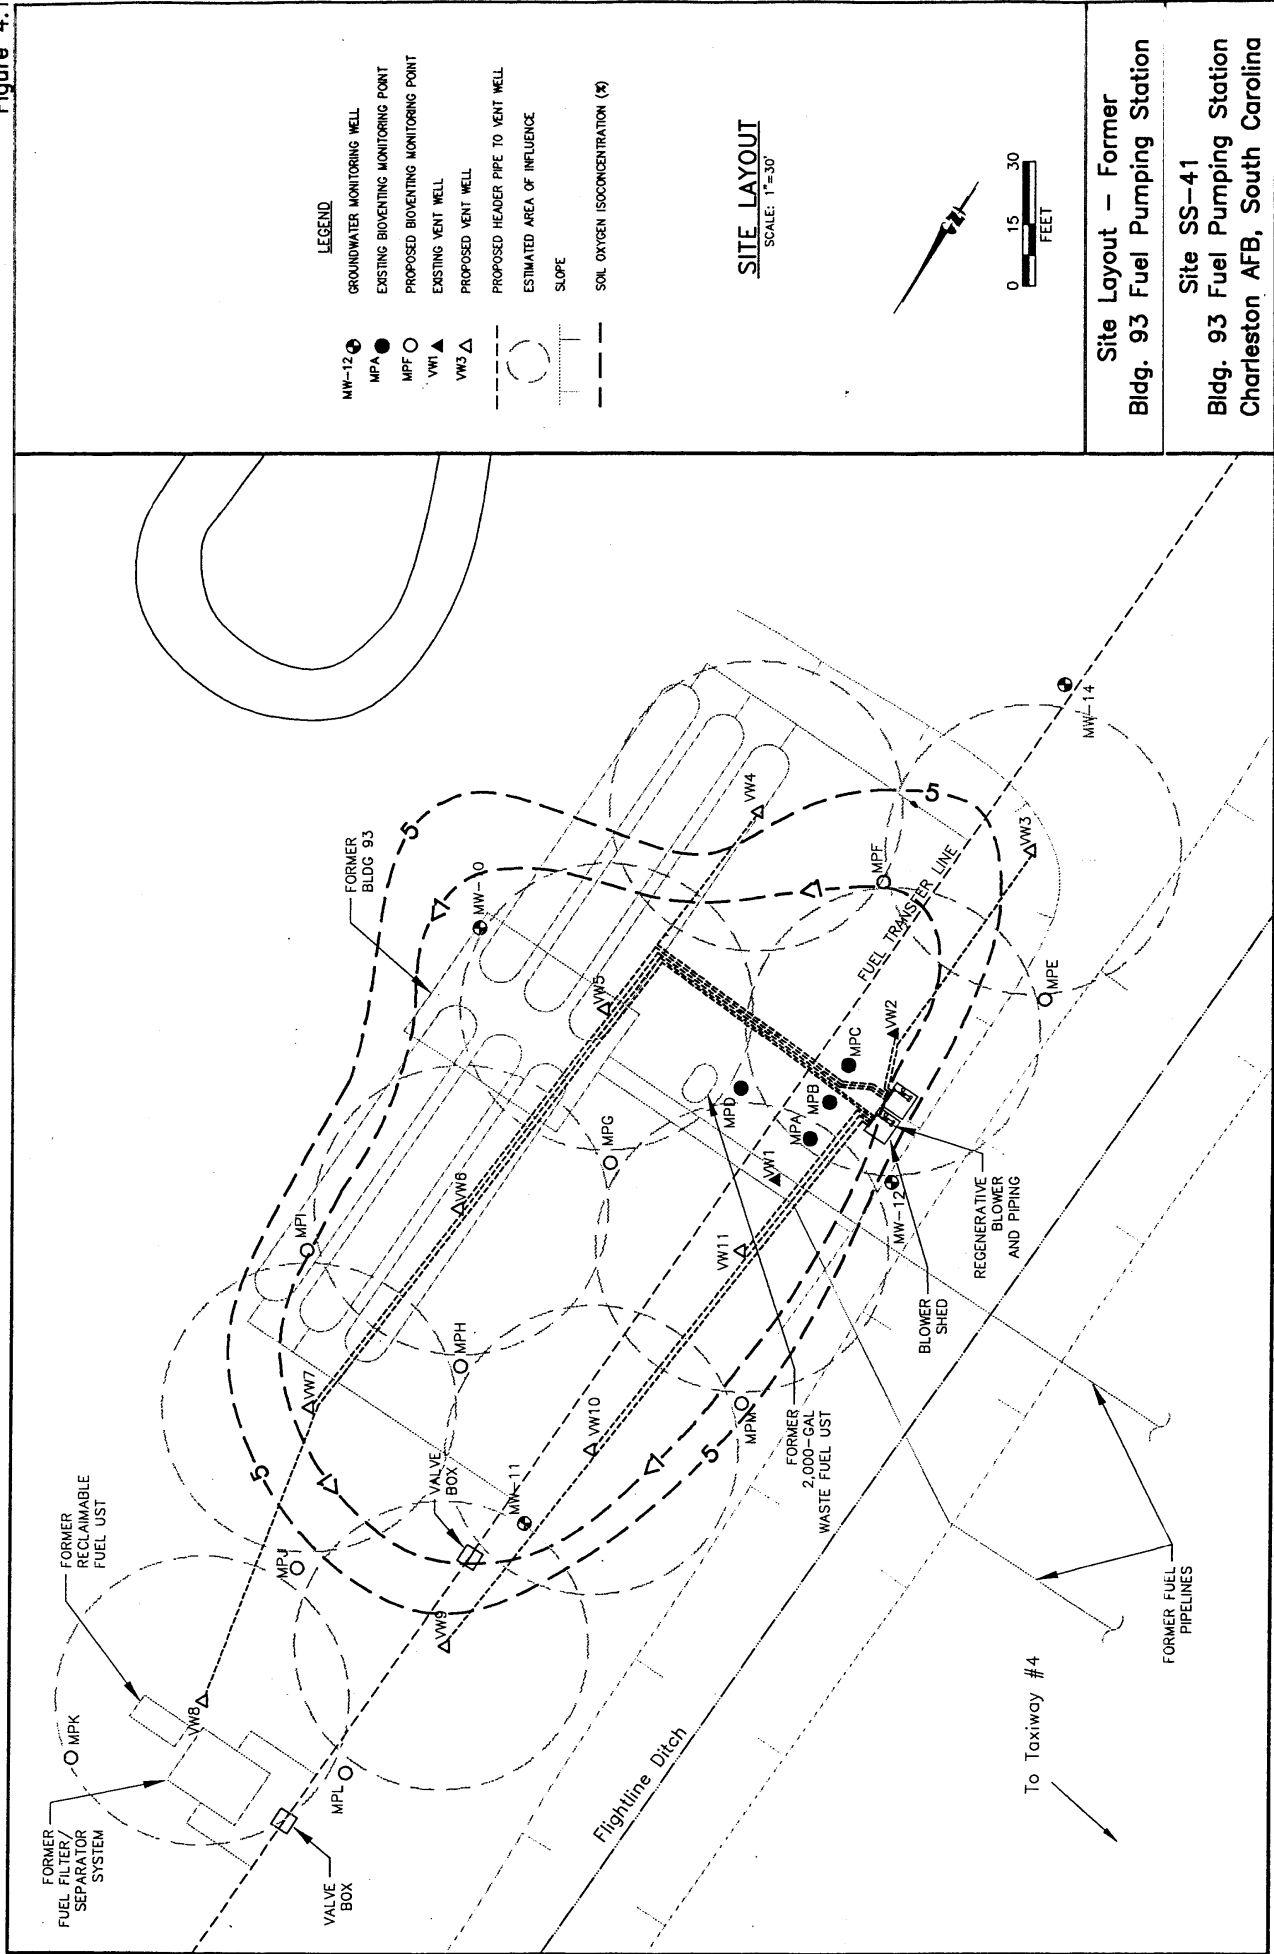 Figure 4.
LEGEND
MW-12 GROUNDWATER MONITORING WELL
MPA EXISTING BIOVENTING MONITORING POINT
MPF PROPOSED BIOVENTING MONITORING POINT
VW1 EXISTING VENT WELL
VW3 PROPOSED VENT WELL
PROPOSED HEADER PIPE TO VENT WELL
ESTIMATED AREA OF INFLUENCE
SLOPE
SOIL OXYGEN ISOCONCENTRATION (%)
SITE LAYOUT
SCALE: 1"=30'
0 15 30
FEET
Site Layout - Former
Bldg. 93 Fuel Pumping Station
Site SS-41
Bldg. 93 Fuel Pumping Station
Charleston AFB, South Carolina
FORMER
FUEL FILTER/
SEPARATOR
SYSTEM
MPK
FORMER
RECLAIMABLE
FUEL UST
VW8
MPJ
MPL
VALVE
BOX
VW9
VALVE
BOX
MW-11
VW7
MPH
VW10
MPI
VW6
MPG
VW11
MPM
FORMER
BLDG 93
MW-10
VW5
VW4
MPD
MPA
MPB
MPC
VW1
VW2
MW-12
MPF
MPE
VW3
MW-14
FUEL TRANSFER LINE
5
5
5
5
FORMER
2,000-GAL
WASTE FUEL UST
BLOWER
SHED
REGENERATIVE
BLOWER
AND PIPING
FORMER FUEL
PIPELINES
Flightline Ditch
To Taxiway #4